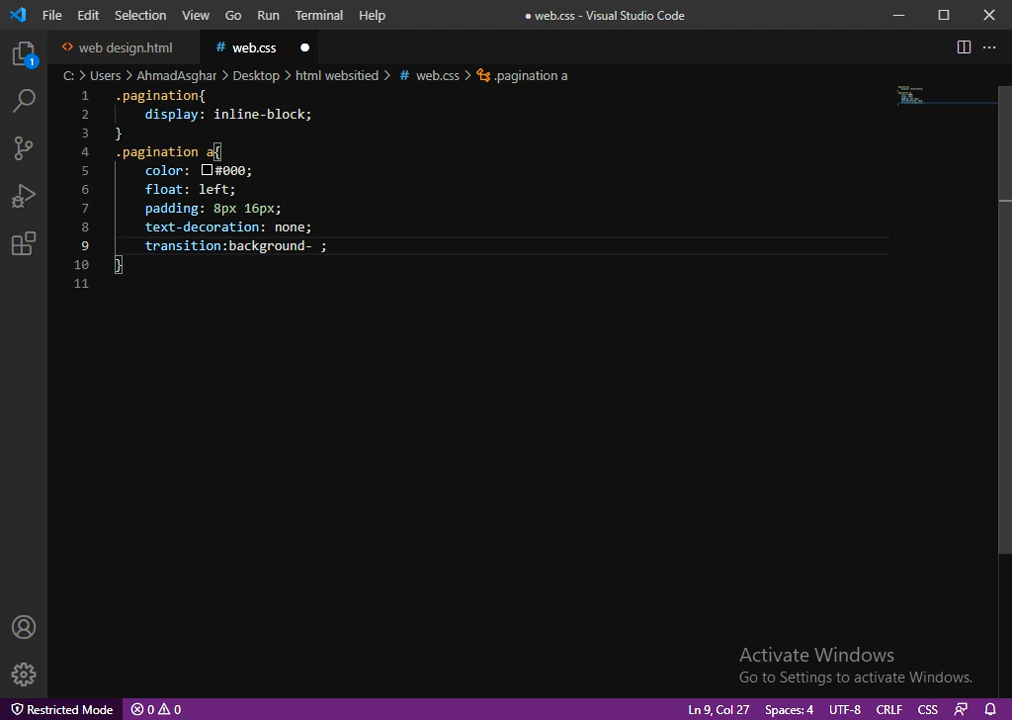 File Edit Selection View Go Run Terminal Help ● web.css - Visual Studio Code
<> web design.html # web.css ●
C: > Users > AhmadAsghar > Desktop > html websitied > # web.css > .pagination a
1 .pagination{
2 display: inline-block;
3 }
4 .pagination a{
5 color: #000;
6 float: left;
7 padding: 8px 16px;
8 text-decoration: none;
9 transition:background- ;
10 }
11
1
Activate Windows
Go to Settings to activate Windows.
Restricted Mode 0 0 Ln 9, Col 27 Spaces: 4 UTF-8 CRLF CSS